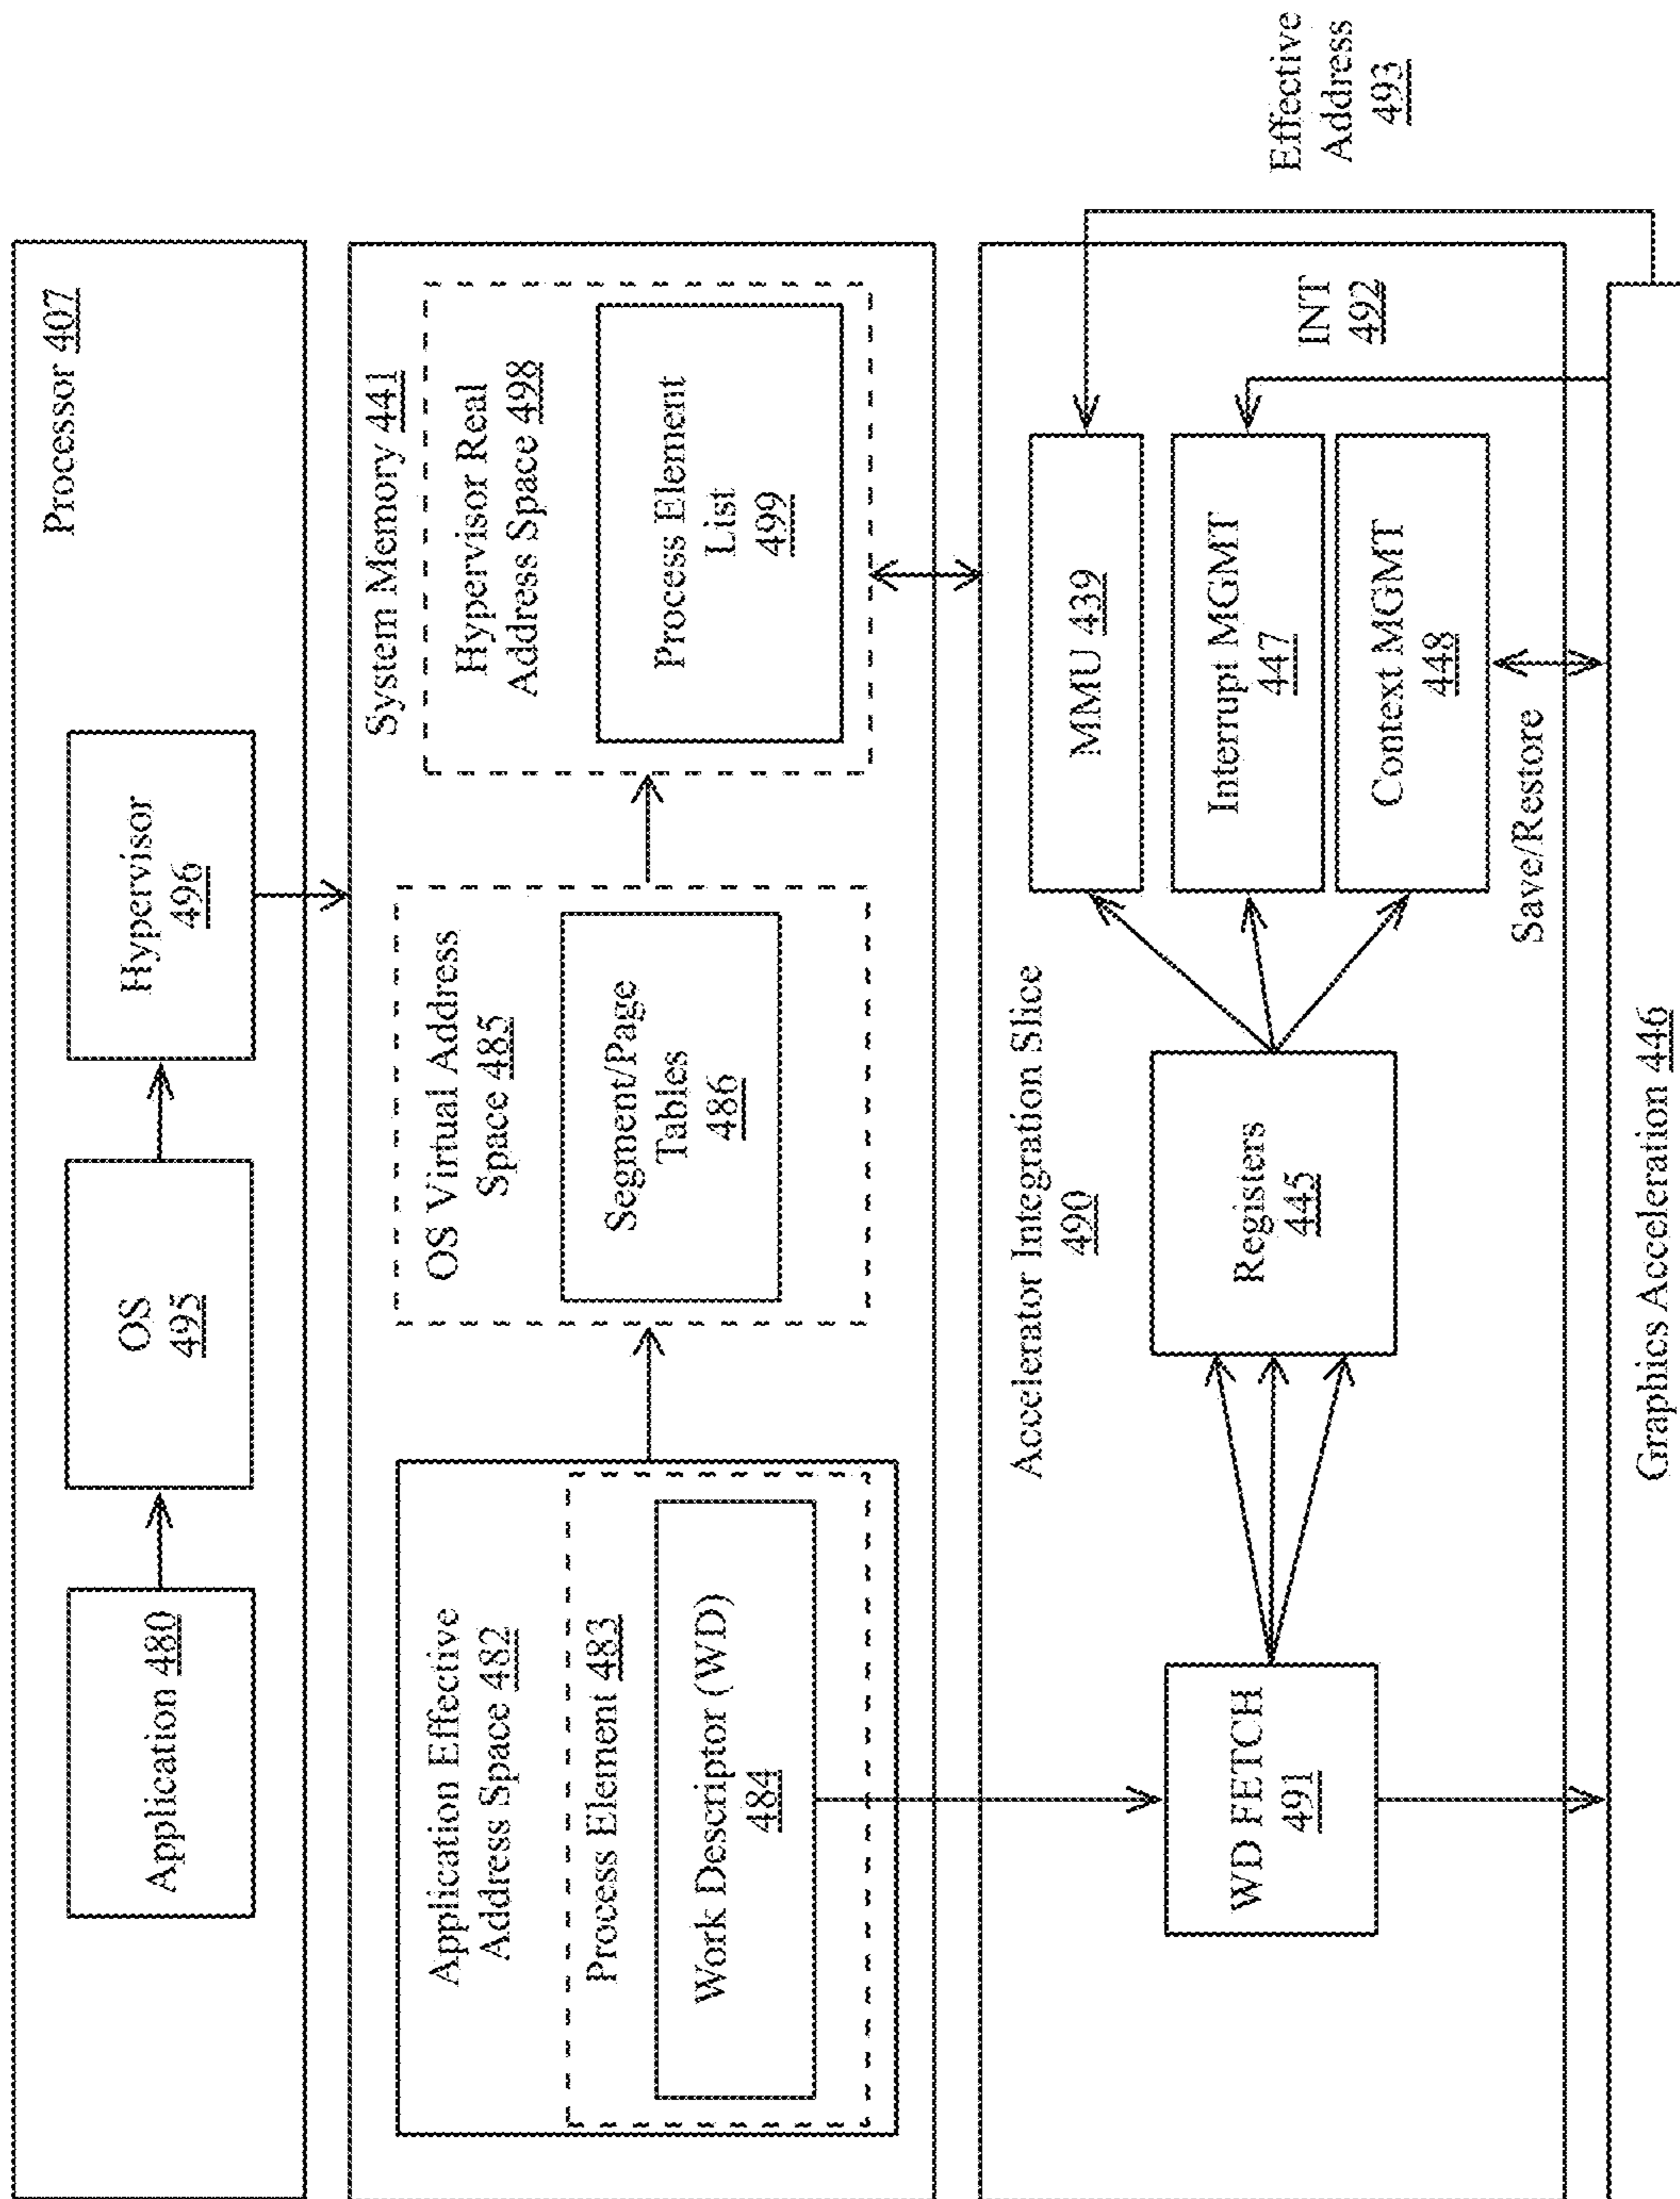 Processor 407
Application 480
OS
495
Hypervisor
496
System Memory 441
Application Effective
Address Space 482
Process Element 483
Work Descriptor (WD)
484
OS Virtual Address
Space 485
Segment/Page
Tables
486
Hypervisor Real
Address Space 498
Process Element
List
499
Accelerator Integration Slice
490
WD FETCH
491
Registers
445
MMU 439
Interrupt MGMT
447
Context MGMT
448
INT
492
Effective
Address
493
Save/Restore
Graphics Acceleration 446